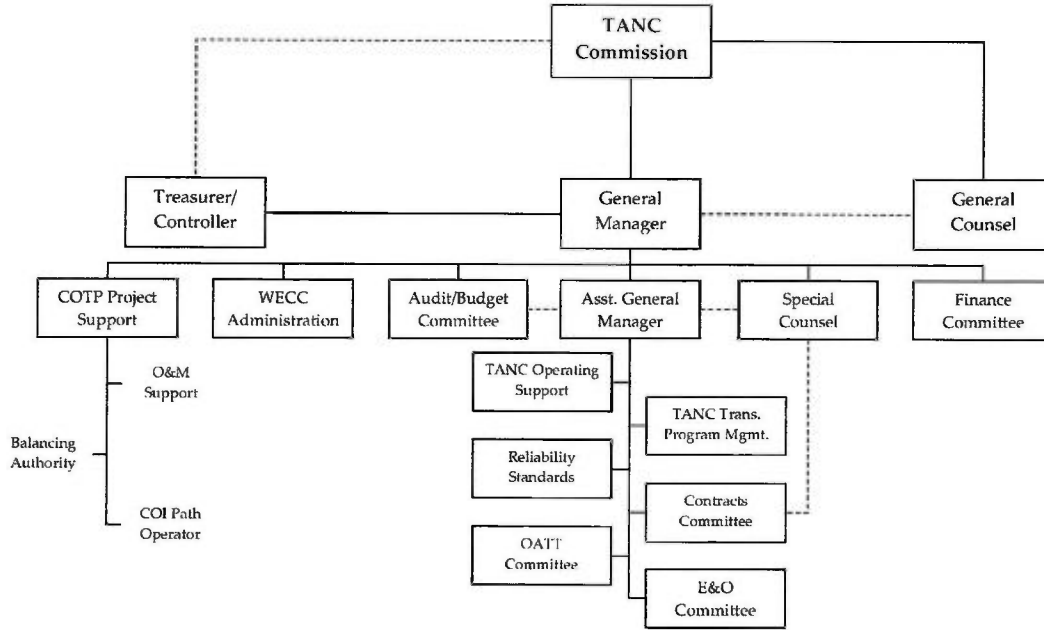 TANC
Commission
Treasurer/
Controller
General
Manager
General
Counsel
COTP Project
Support
WECC
Administration
Audit/Budget
Committee
Asst. General
Manager
Special
Counsel
Finance
Committee
O&M
Support
Balancing
Authority
COI Path
Operator
TANC Operating
Support
TANC Trans.
Program Mgmt.
Reliability
Standards
Contracts
Committee
OATT
Committee
E&O
Committee